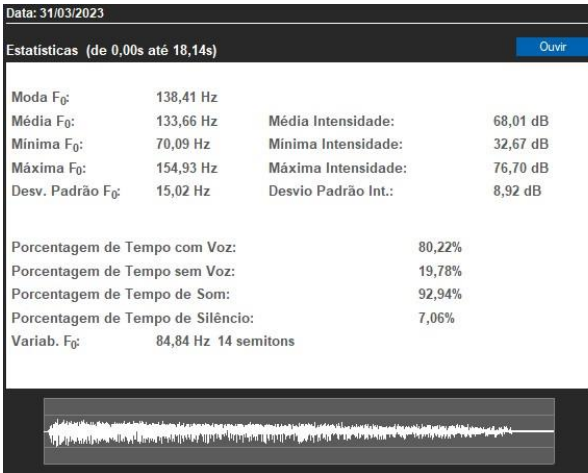 Data: 31/03/2023
Estatísticas (de 0,00s até 18,14s) Ouvir
Moda F₀: 138,41 Hz
Média F₀: 133,66 Hz Média Intensidade: 68,01 dB
Mínima F₀: 70,09 Hz Mínima Intensidade: 32,67 dB
Máxima F₀: 154,93 Hz Máxima Intensidade: 76,70 dB
Desv. Padrão F₀: 15,02 Hz Desvio Padrão Int.: 8,92 dB
Porcentagem de Tempo com Voz: 80,22%
Porcentagem de Tempo sem Voz: 19,78%
Porcentagem de Tempo de Som: 92,94%
Porcentagem de Tempo de Silêncio: 7,06%
Variab. F₀: 84,84 Hz 14 semitons